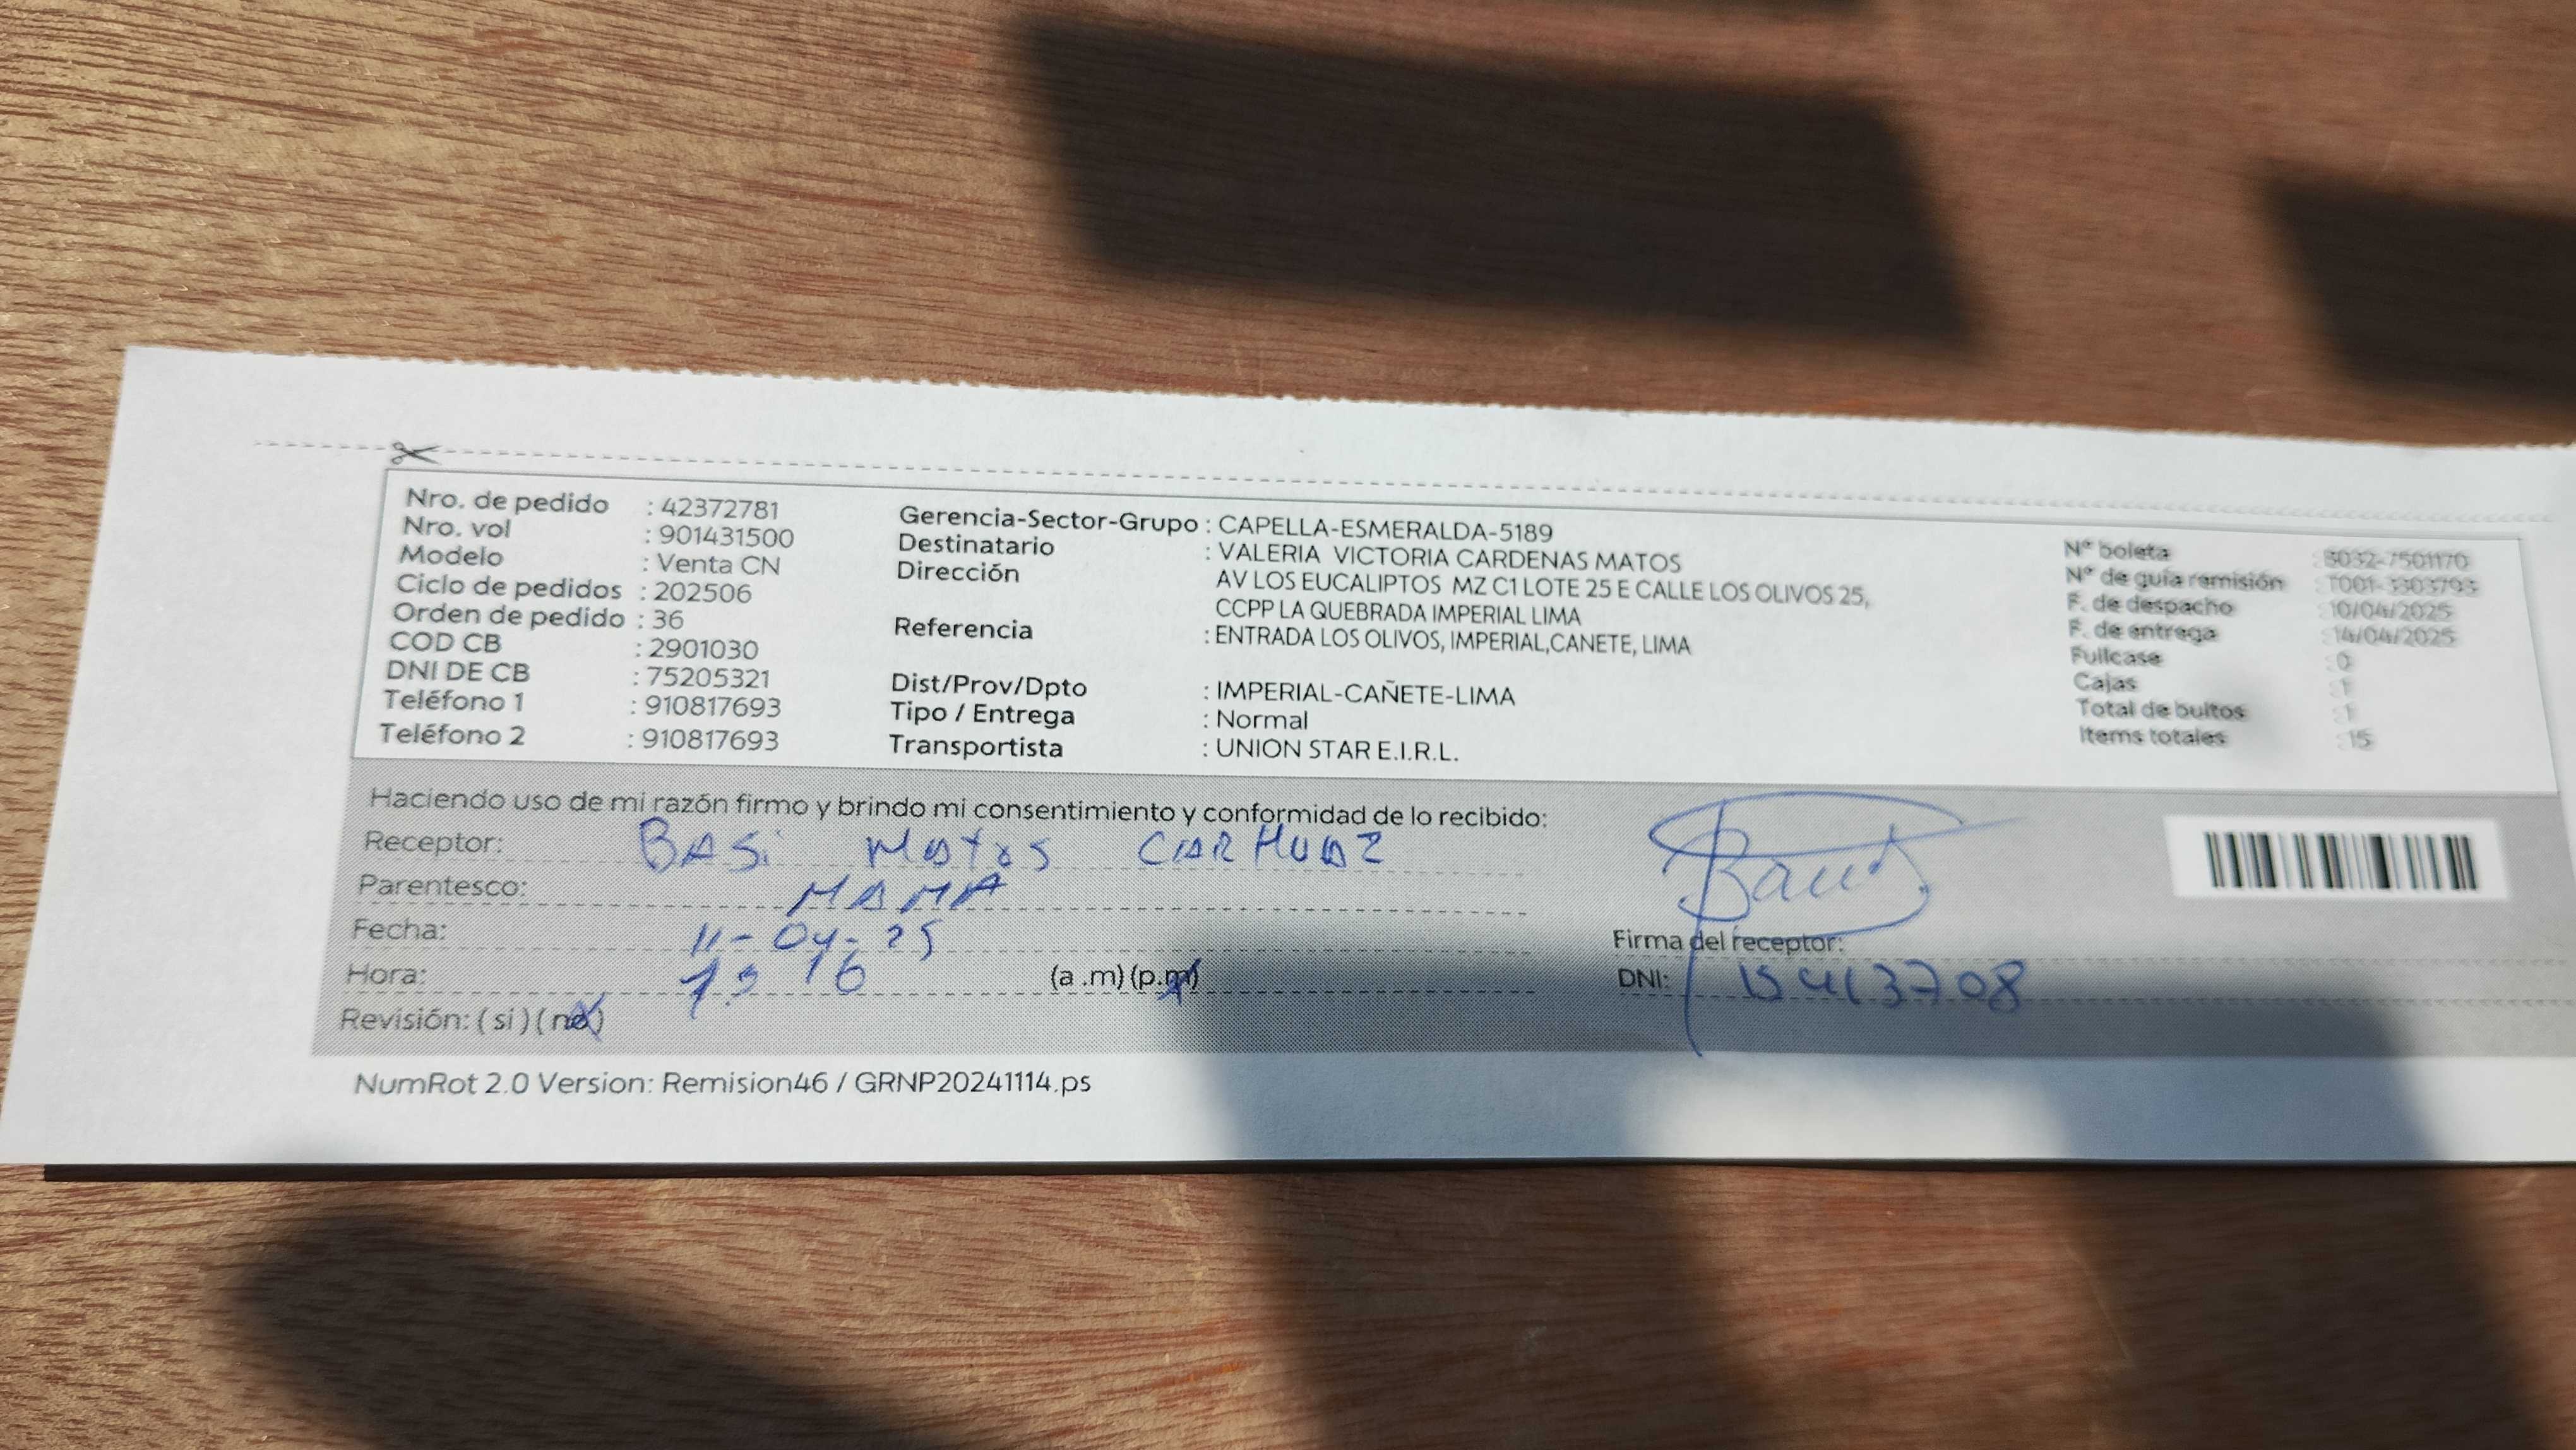 Nro. de pedido : 42372781
Nro. vol : 901431500
Modelo : Venta CN
Ciclo de pedidos : 202506
Orden de pedido : 36
COD CB : 2901030
DNI DE CB : 75205321
Teléfono 1 : 910817693
Teléfono 2 : 910817693
Gerencia-Sector-Grupo : CAPELLA-ESMERALDA-5189
Destinatario : VALERIA VICTORIA CARDENAS MATOS
Dirección AV LOS EUCALIPTOS MZ C1 LOTE 25 E CALLE LOS OLIVOS 25,
CCPP LA QUEBRADA IMPERIAL LIMA
Referencia : ENTRADA LOS OLIVOS, IMPERIAL,CANETE, LIMA
Dist/Prov/Dpto : IMPERIAL-CAÑETE-LIMA
Tipo / Entrega : Normal
Transportista : UNION STAR E.I.R.L.
N° boleta : B032-7501170
N° de guía remisión : T001-3303793
F. de despacho : 10/04/2025
F. de entrega : 14/04/2025
Fullcase : 0
Cajas : 1
Total de bultos : 1
Items totales : 15
Haciendo uso de mi razón firmo y brindo mi consentimiento y conformidad de lo recibido:
Receptor: BASi Matos CARHUAZ
Parentesco: MAMA
Fecha: 11-04-25
Hora: 16 (a .m) (p.m)
Revisión: ( si ) ( no )
Firma del receptor:
DNI: 15413708
NumRot 2.0 Version: Remision46 / GRNP20241114.ps